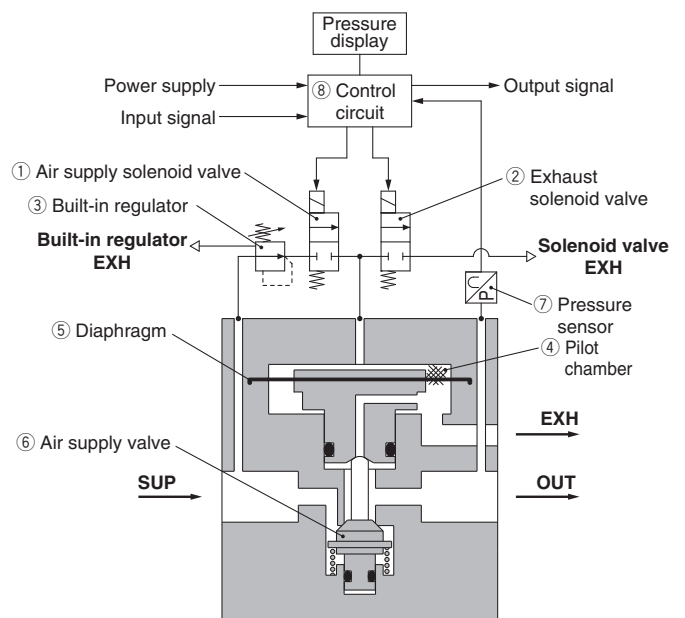 Pressure
display
Power supply
Input signal
⑧ Control
circuit
Output signal
① Air supply solenoid valve
② Exhaust
solenoid valve
③ Built-in regulator
Built-in regulator
EXH
Solenoid valve
EXH
P
⑦ Pressure
sensor
⑤ Diaphragm
④ Pilot
chamber
⑥ Air supply valve
EXH
SUP
OUT